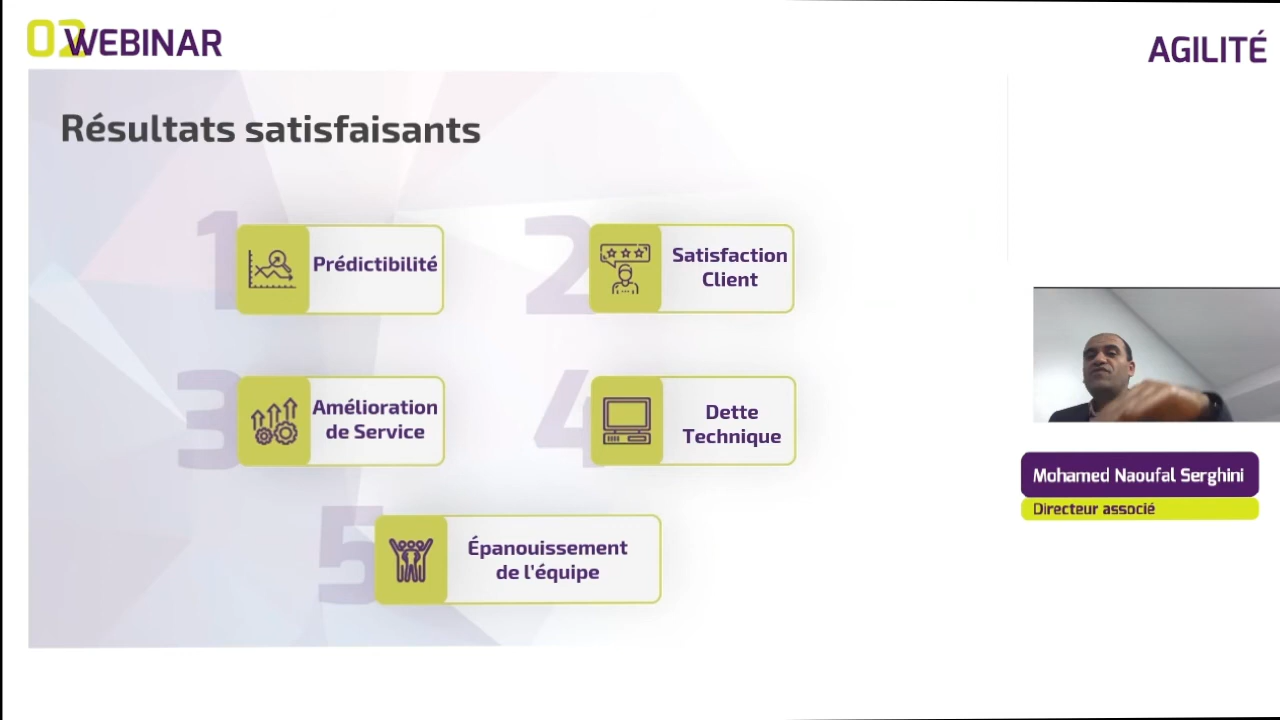 02 WEBINAR
AGILITÉ
Résultats satisfaisants
1
Prédictibilité
2
Satisfaction
Client
3
Amélioration
de Service
4
Dette
Technique
5
Épanouissement
de l'équipe
Mohamed Naoufal Serghini
Directeur associé